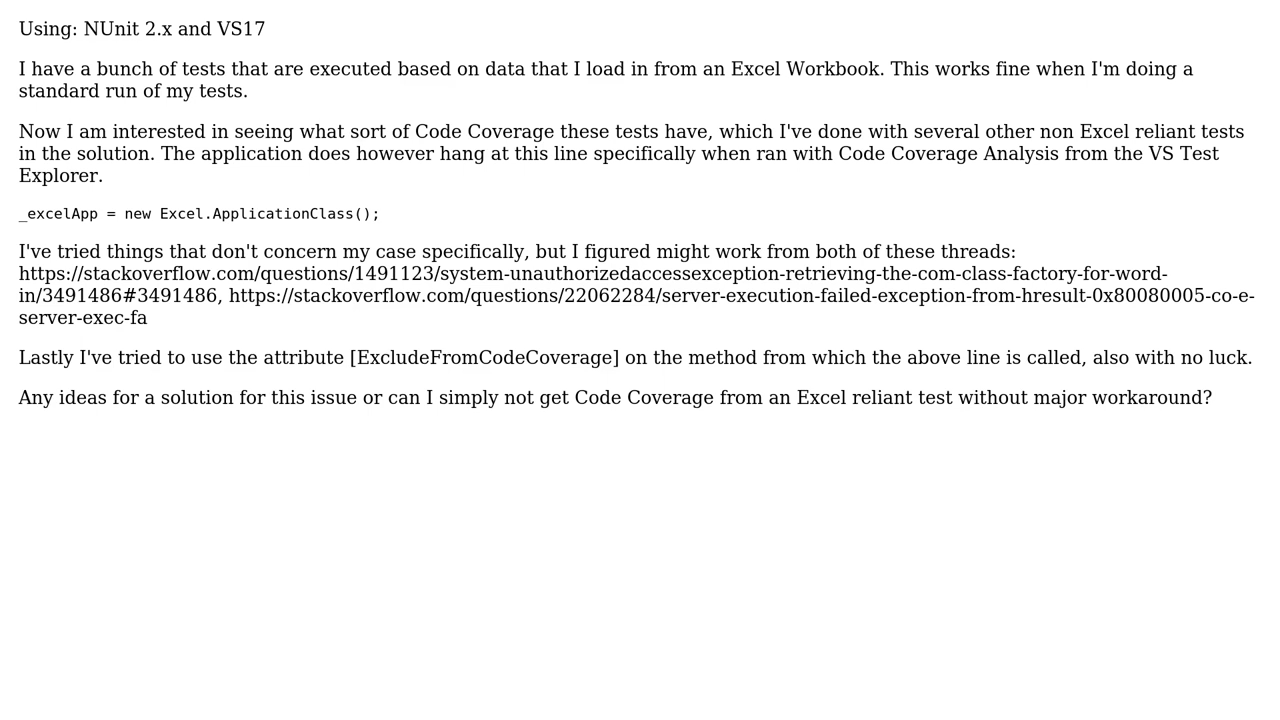 Using: NUnit 2.x and VS17
I have a bunch of tests that are executed based on data that I load in from an Excel Workbook. This works fine when I'm doing a
standard run of my tests.
Now I am interested in seeing what sort of Code Coverage these tests have, which I've done with several other non Excel reliant tests
in the solution. The application does however hang at this line specifically when ran with Code Coverage Analysis from the VS Test
Explorer.
_excelApp = new Excel.ApplicationClass();
I've tried things that don't concern my case specifically, but I figured might work from both of these threads:
https://stackoverflow.com/questions/1491123/system-unauthorizedaccessexception-retrieving-the-com-class-factory-for-word-
in/3491486#3491486, https://stackoverflow.com/questions/22062284/server-execution-failed-exception-from-hresult-0x80080005-co-e-
server-exec-fa
Lastly I've tried to use the attribute [ExcludeFromCodeCoverage] on the method from which the above line is called, also with no luck.
Any ideas for a solution for this issue or can I simply not get Code Coverage from an Excel reliant test without major workaround?